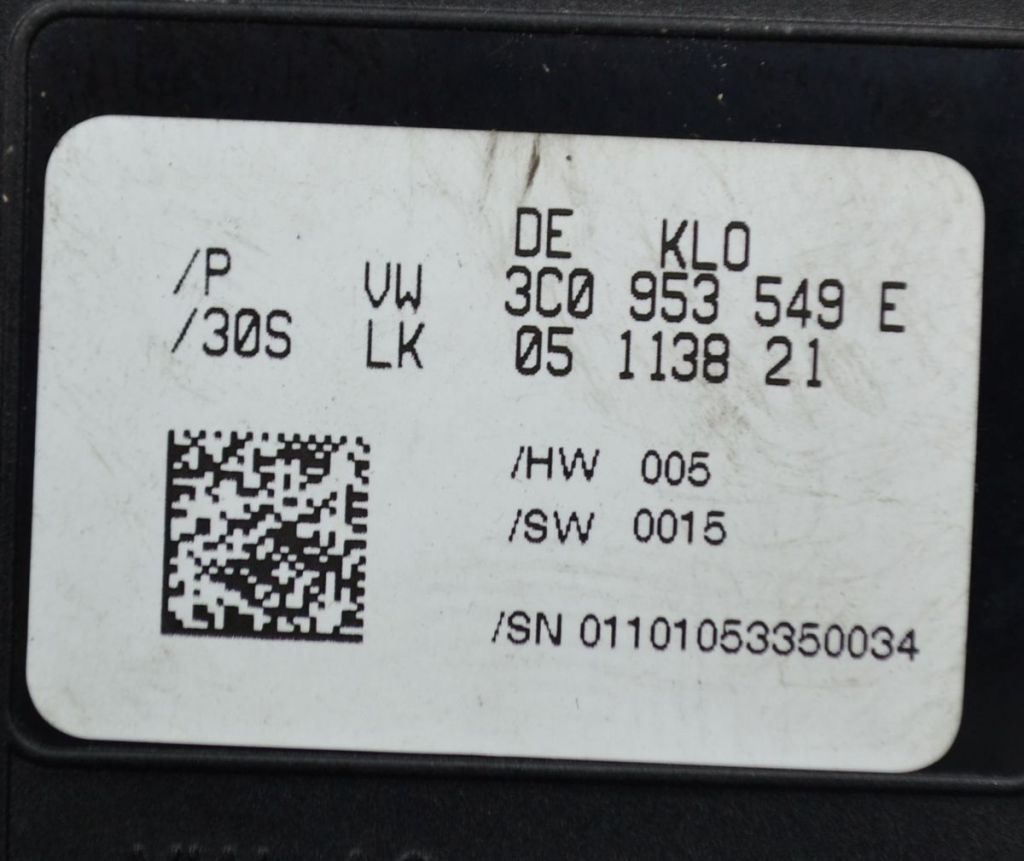 DE KLO
/P VW 3C0 953 549 E
/30S LK 05 1138 21
/HW 005
/SW 0015
/SN 01101053350034